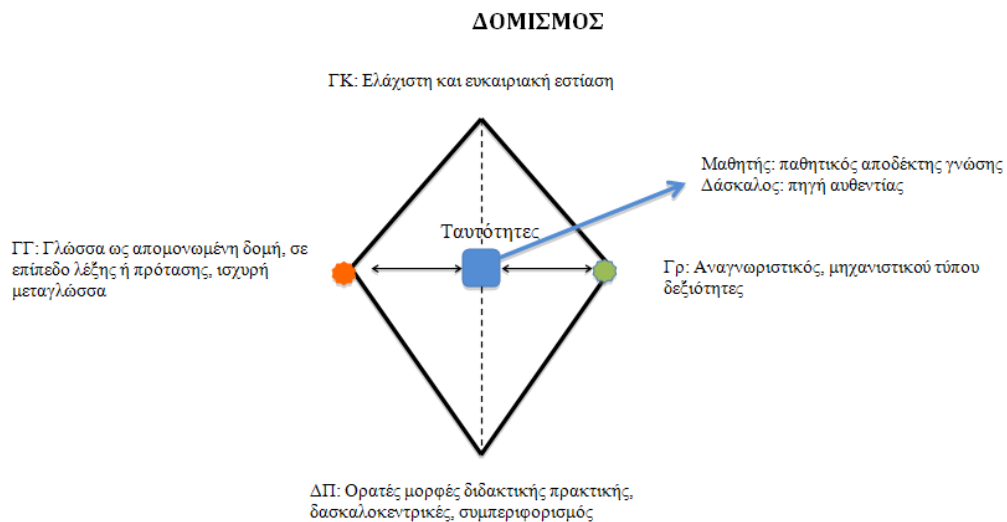 ΔΟΜΙΣΜΟΣ
ΓΚ: Ελάχιστη και ευκαιριακή εστίαση
Μαθητής: παθητικός αποδέκτης γνώσης
Δάσκαλος: πηγή αυθεντίας
Ταυτότητες
ΓΓ: Γλώσσα ως απομονωμένη δομή, σε
επίπεδο λέξης ή πρότασης, ισχυρή
μεταγλώσσα
Γρ: Αναγνωριστικός, μηχανιστικού τύπου
δεξιότητες
ΔΠ: Ορατές μορφές διδακτικής πρακτικής,
δασκαλοκεντρικές, συμπεριφορισμός